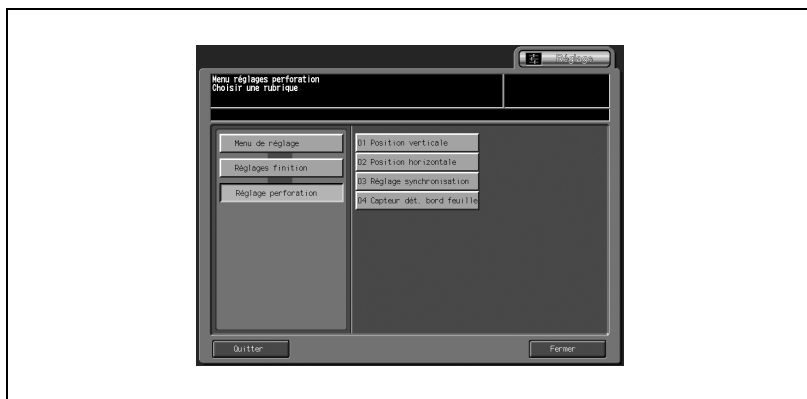 Réglage
Menu réglages perforation
Choisir une rubrique
Menu de réglage
Réglages finition
Réglage perforation
01 Position verticale
02 Position horizontale
03 Réglage synchronisation
04 Capteur dét. bord feuille
Quitter
Fermer